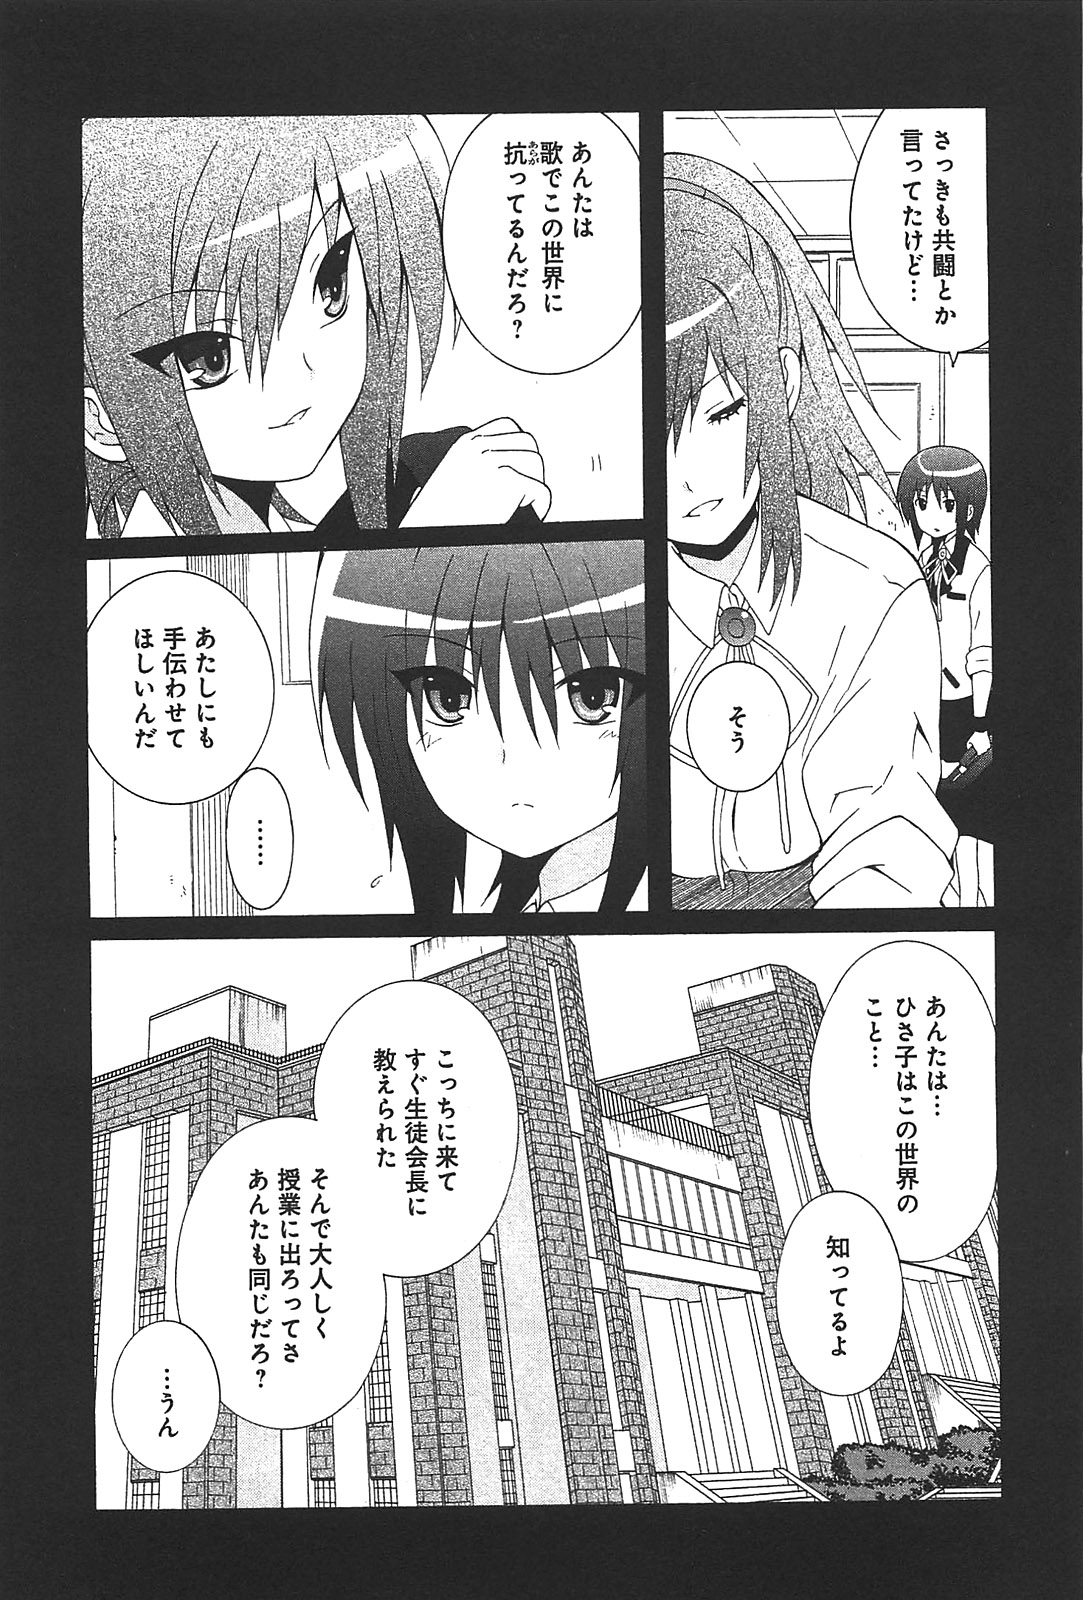 さっきも共闘とか
言ってたけど…
そう
あんたは
歌でこの世界に
抗ってるんだろ?
あらが
あたしにも
手伝わせて
ほしいんだ
……
あんたは…
ひさ子はこの世界の
こと…
知ってるよ
こっちに来て
すぐ生徒会長に
教えられた
そんで大人しく
授業に出ろってさ
あんたも同じだろ?
…うん